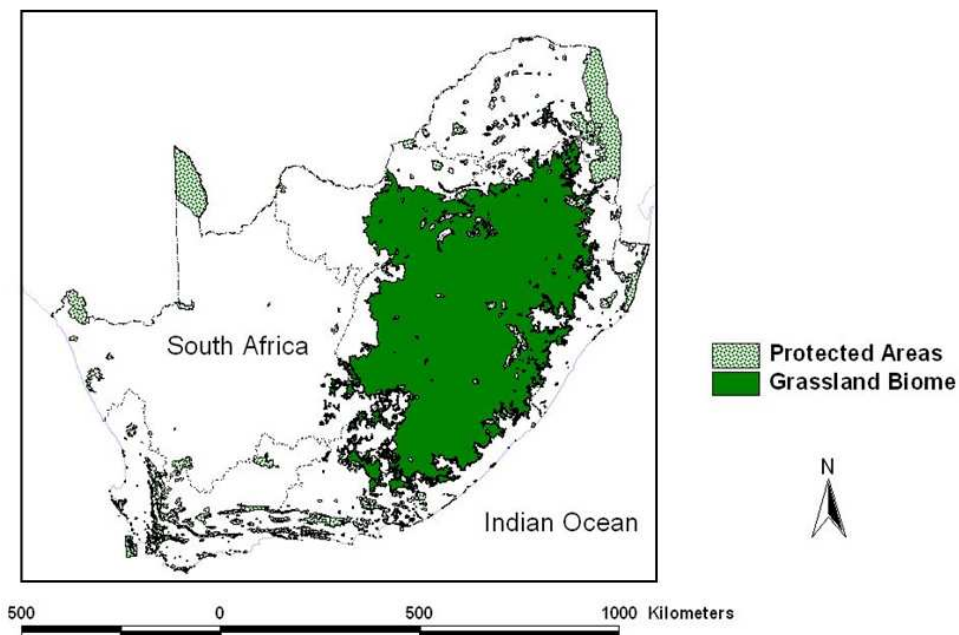 South Africa
Indian Ocean
Protected Areas
Grassland Biome
N
500 0 500 1000 Kilometers